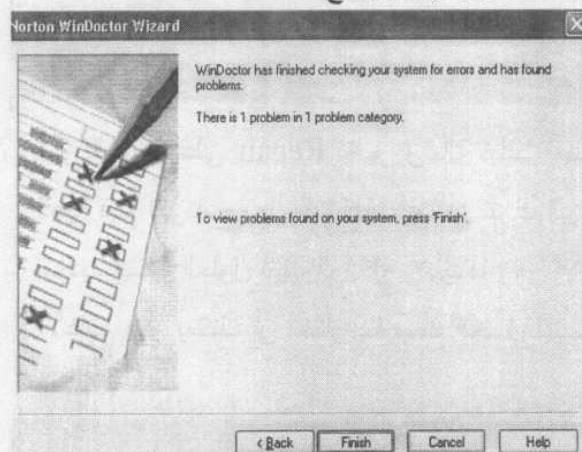 Norton WinDoctor Wizard
WinDoctor has finished checking your system for errors and has found
problems.
There is 1 problem in 1 problem category.
To view problems found on your system, press 'Finish'.
< Back
Finish
Cancel
Help